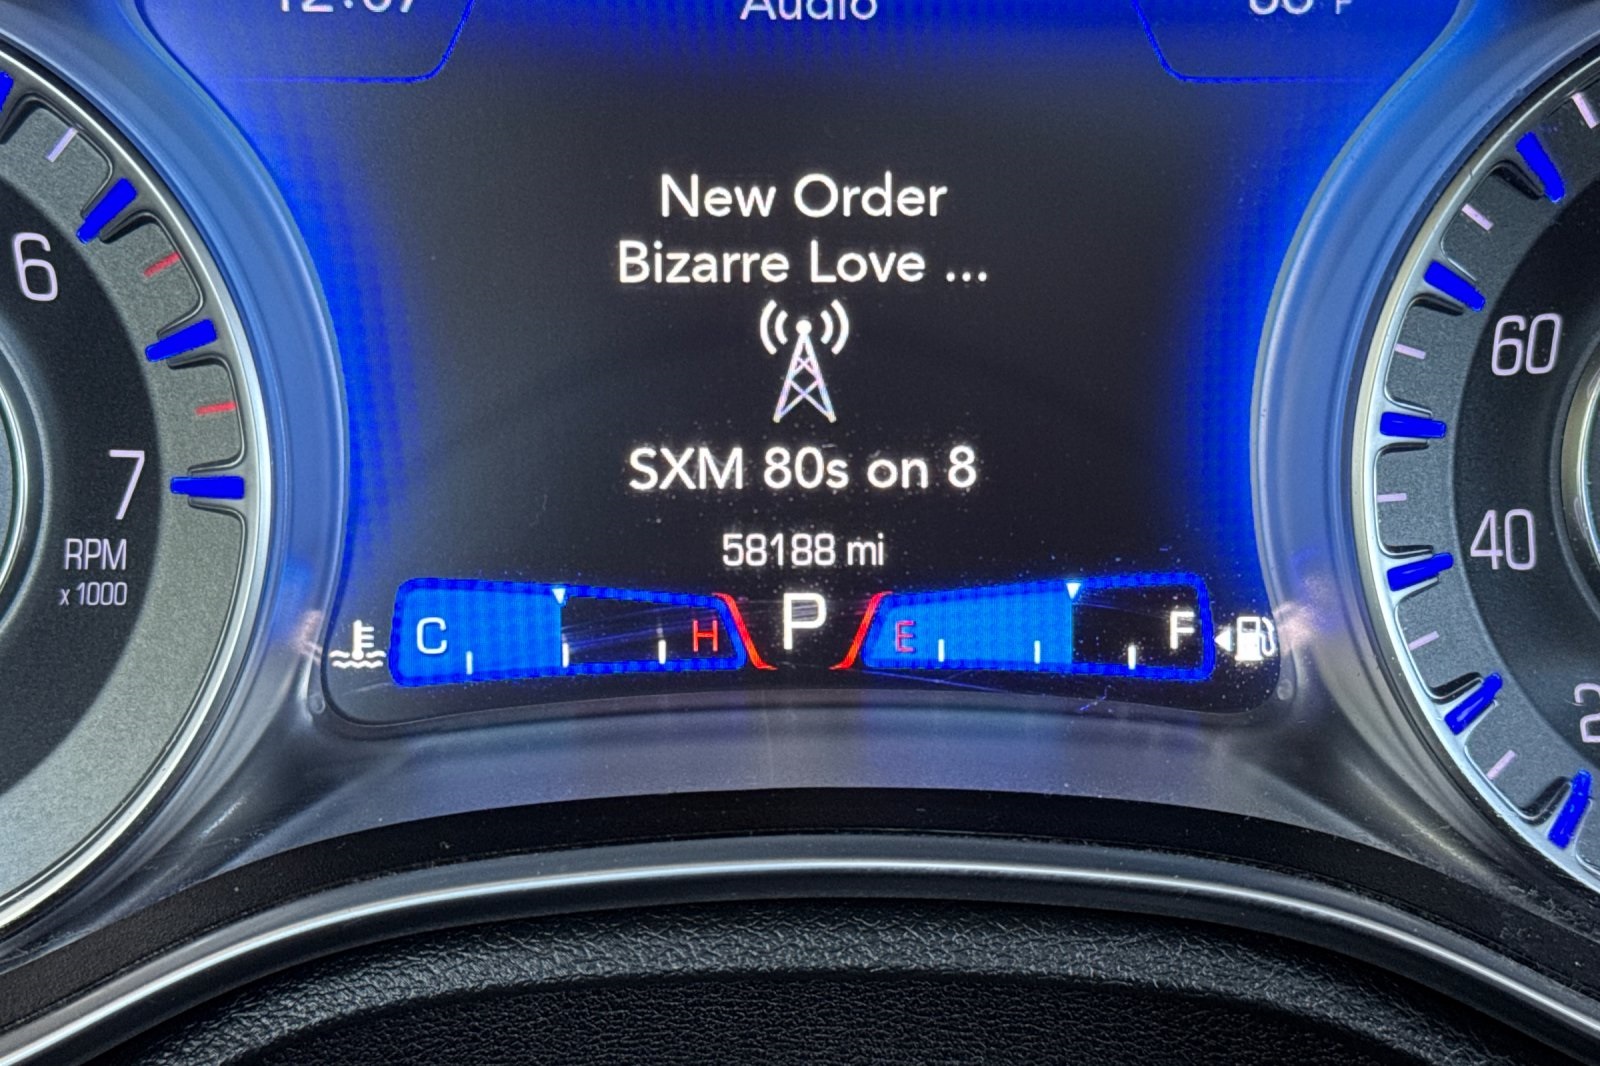 Audio
New Order
Bizarre Love ...
SXM 80s on 8
58188 mi
C
H
P
E
F
6
7
RPM
x 1000
60
40